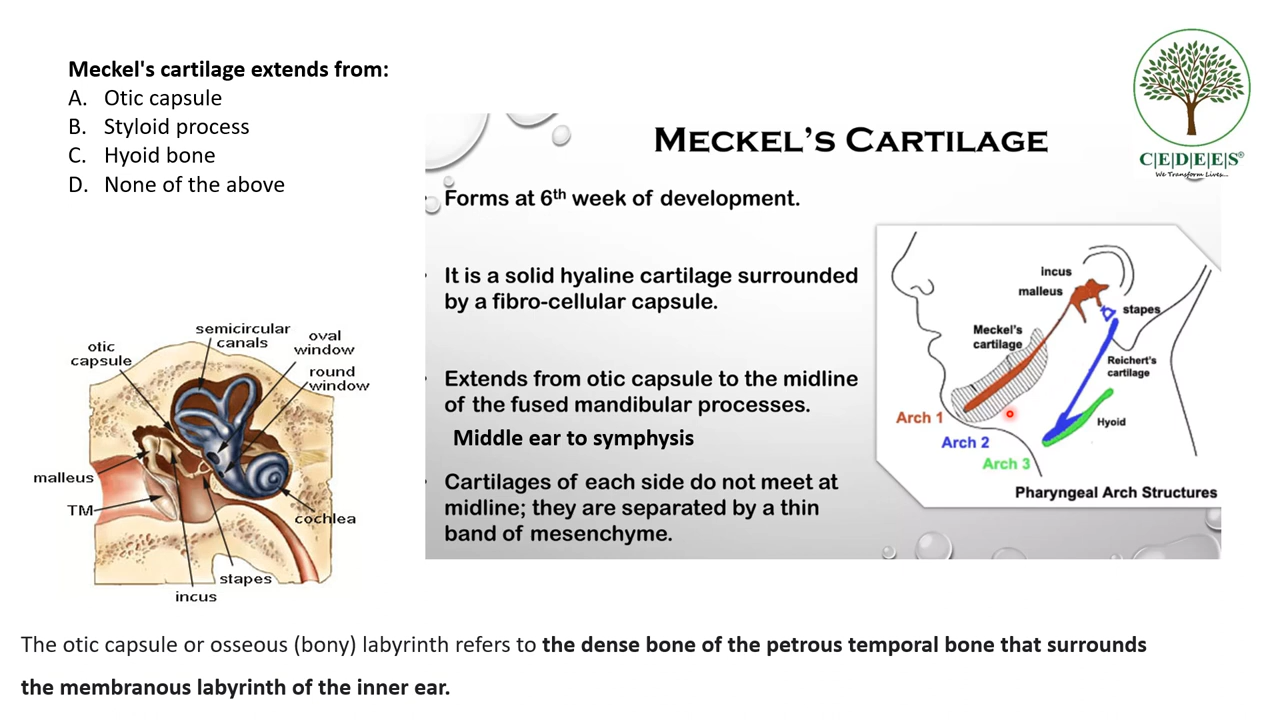 Meckel's cartilage extends from:
A. Otic capsule
B. Styloid process
C. Hyoid bone
D. None of the above
C|E|D|E|E|S®
We Transform Lives...
MECKEL'S CARTILAGE
Forms at 6th week of development.
It is a solid hyaline cartilage surrounded
by a fibro-cellular capsule.
Extends from otic capsule to the midline
of the fused mandibular processes.
Middle ear to symphysis
Cartilages of each side do not meet at
midline; they are separated by a thin
band of mesenchyme.
incus
malleus
stapes
Meckel's
cartilage
Reichert's
cartilage
Arch 1
Hyoid
Arch 2
Arch 3
Pharyngeal Arch Structures
semicircular
canals
oval
window
otic
capsule
round
window
malleus
TM
cochlea
stapes
incus
The otic capsule or osseous (bony) labyrinth refers to the dense bone of the petrous temporal bone that surrounds
the membranous labyrinth of the inner ear.